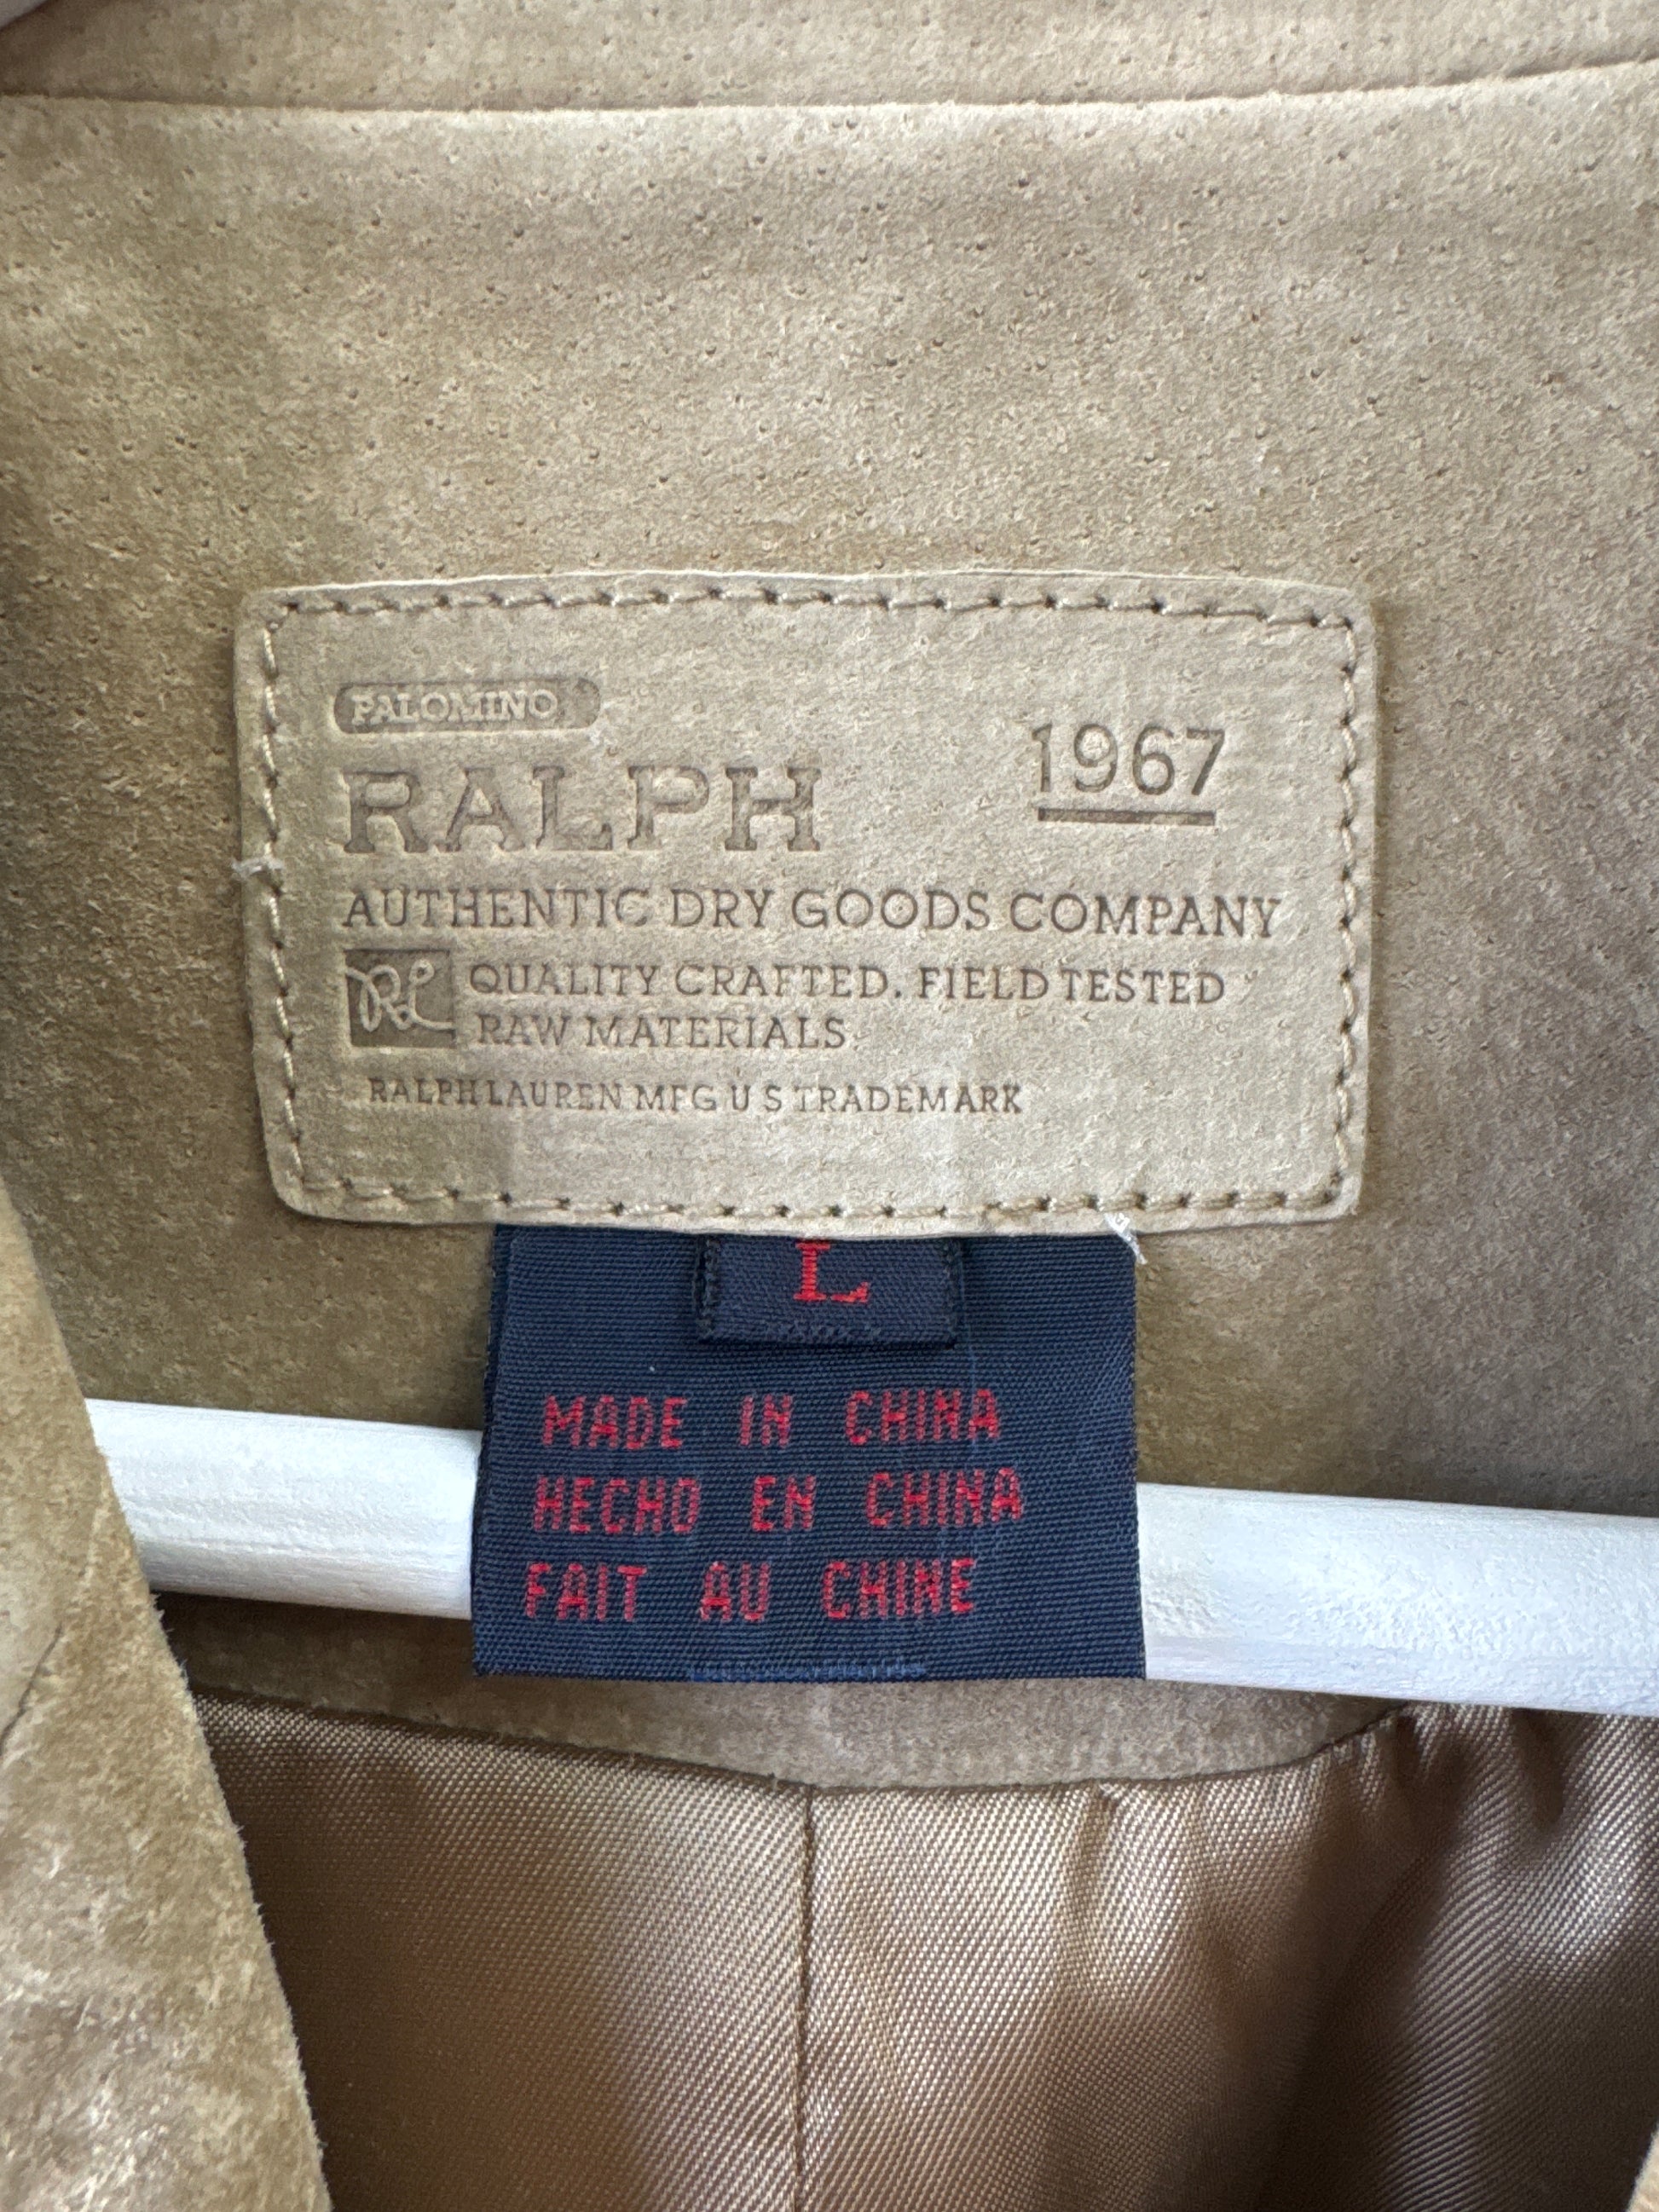 PALOMINO
RALPH
1967
AUTHENTIC DRY GOODS COMPANY
RL
QUALITY CRAFTED. FIELD TESTED
RAW MATERIALS.
RALPH LAUREN MFG U S TRADEMARK
L
MADE IN CHINA
HECHO EN CHINA
FAIT AU CHINE